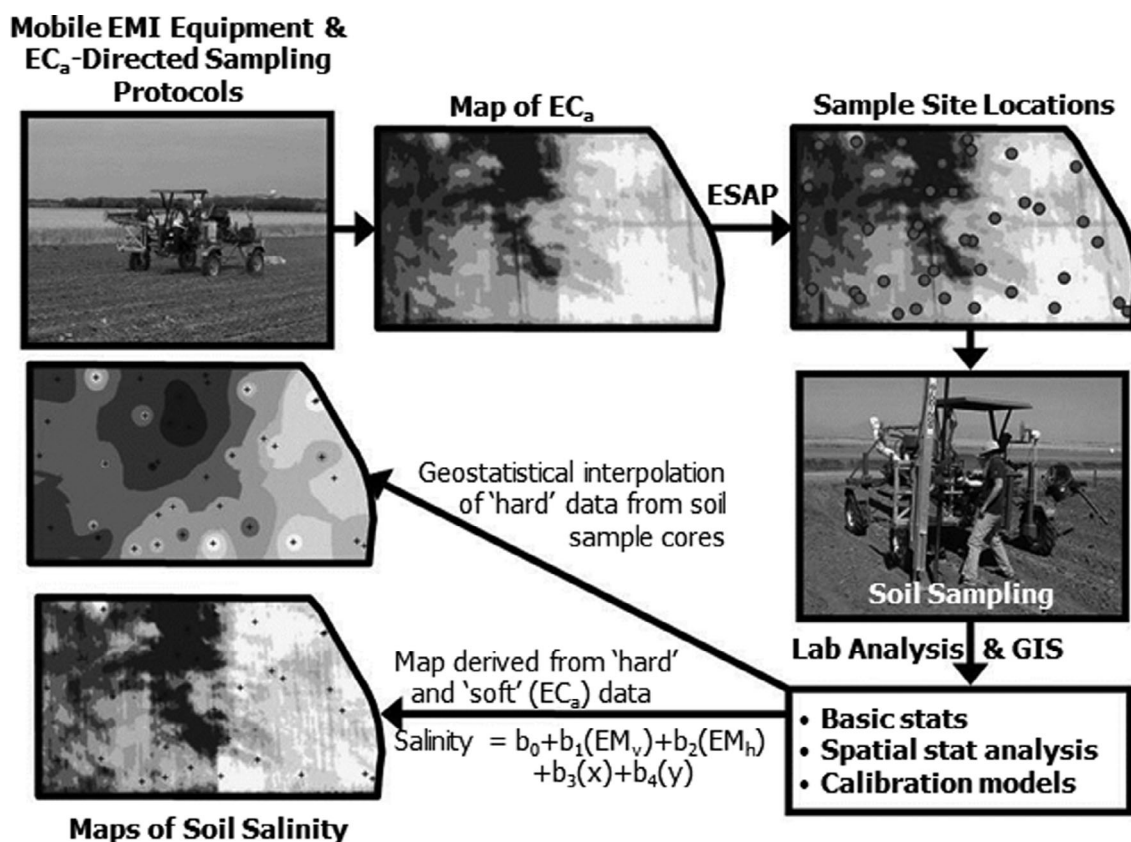 Mobile EMI Equipment &
ECₐ-Directed Sampling
Protocols
Map of ECₐ
ESAP
Sample Site Locations
Soil Sampling
Lab Analysis & GIS
• Basic stats
• Spatial stat analysis
• Calibration models
Geostatistical interpolation
of ‘hard’ data from soil
sample cores
Map derived from ‘hard’
and ‘soft’ (ECₐ) data
Salinity = b₀+b₁(EMᵥ)+b₂(EMₕ)
+b₃(x)+b₄(y)
Maps of Soil Salinity